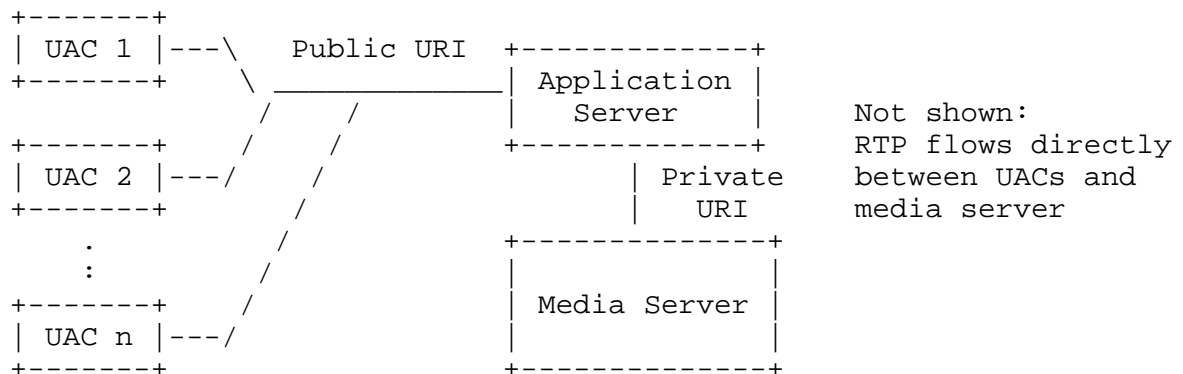 +-------+
| UAC 1 |---\   Public URI  +-------------+
+-------+    \ _____________| Application |
             /    /         |   Server    |     Not shown:
+-------+   /    /          +-------------+     RTP flows directly
| UAC 2 |---/    /                 | Private    between UACs and
+-------+      /                   |   URI      media server
    .         /             +--------------+
    :        /              |              |
+-------+   /               | Media Server |
| UAC n |---/               |              |
+-------+                   +--------------+